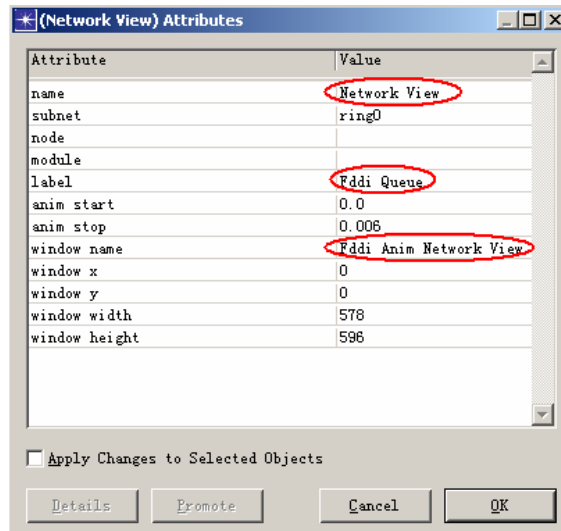 (Network View) Attributes
Attribute Value
name Network View
subnet ring0
node
module
label Fddi Queue
anim start 0.0
anim stop 0.006
window name Fddi Anim Network View
window x 0
window y 0
window width 578
window height 596
Apply Changes to Selected Objects
Details Promote Cancel OK